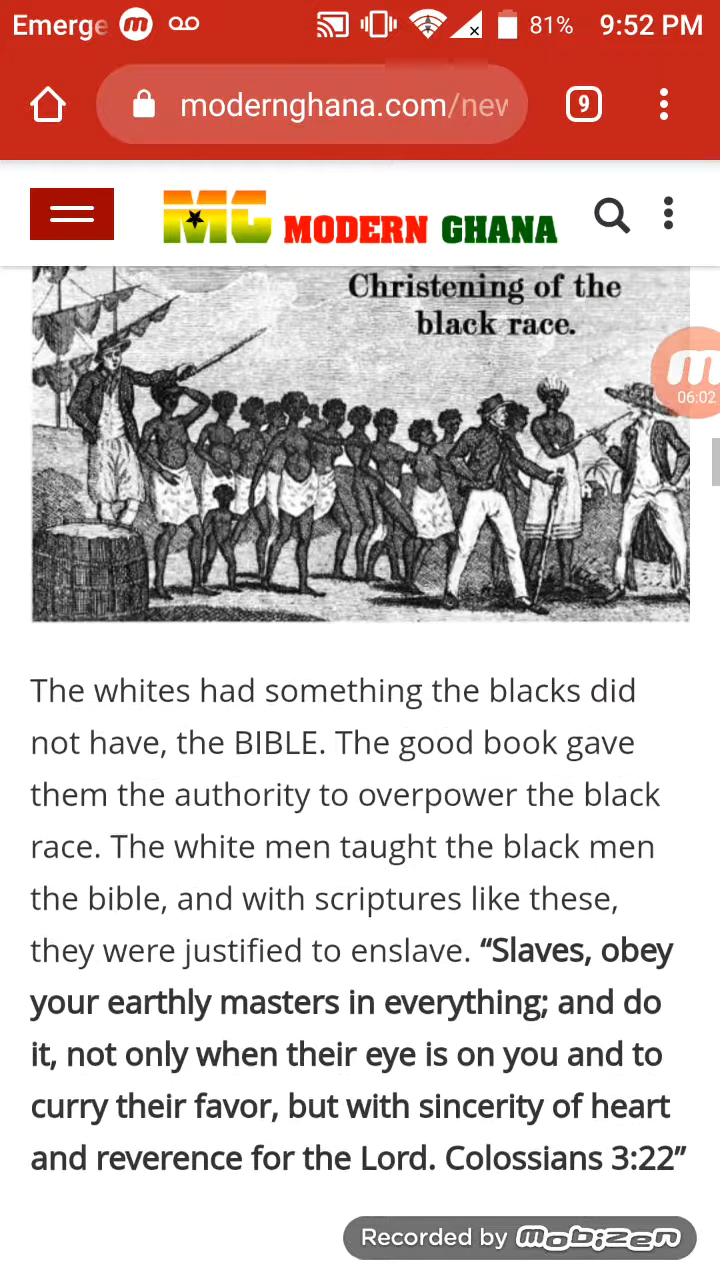 Emerge m 81% 9:52 PM
modernghana.com/new 9
MG MODERN GHANA
Christening of the
black race.
m
06:02
The whites had something the blacks did
not have, the BIBLE. The good book gave
them the authority to overpower the black
race. The white men taught the black men
the bible, and with scriptures like these,
they were justified to enslave. “Slaves, obey
your earthly masters in everything; and do
it, not only when their eye is on you and to
curry their favor, but with sincerity of heart
and reverence for the Lord. Colossians 3:22”
Recorded by mobizen